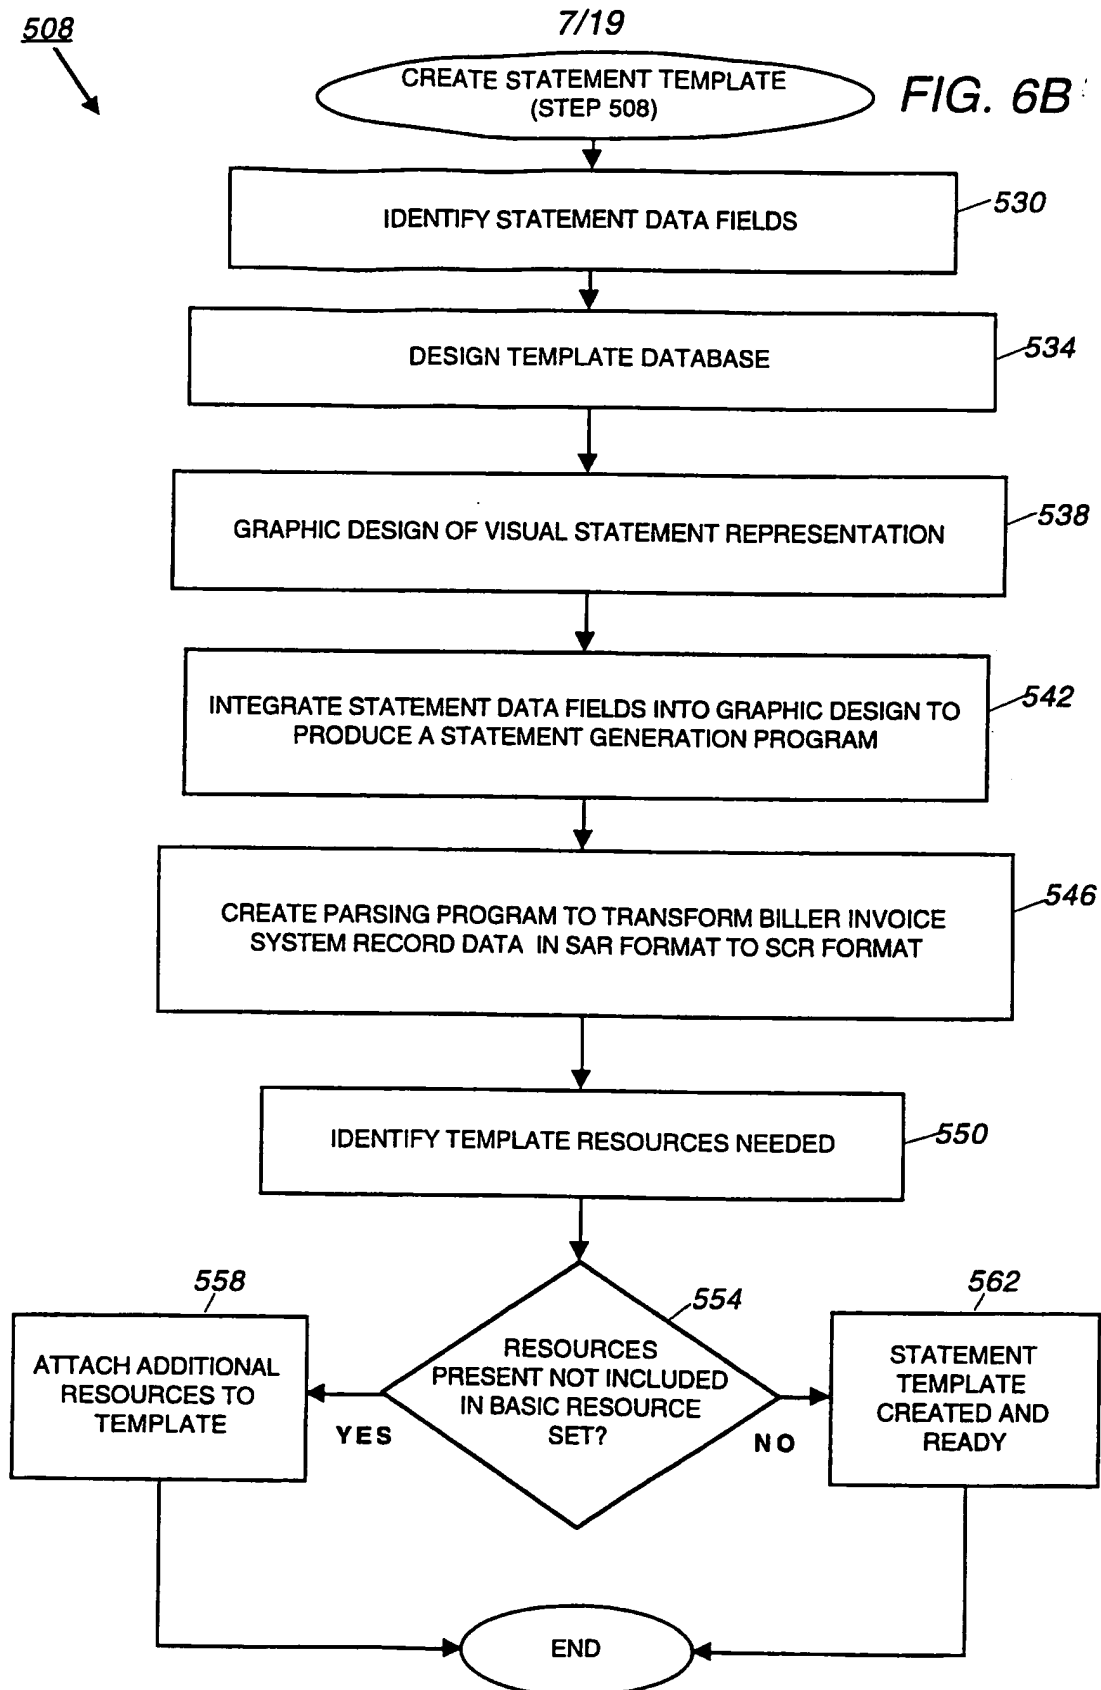 508
7/19
CREATE STATEMENT TEMPLATE
(STEP 508)
FIG. 6B
IDENTIFY STATEMENT DATA FIELDS
530
DESIGN TEMPLATE DATABASE
534
GRAPHIC DESIGN OF VISUAL STATEMENT REPRESENTATION
538
INTEGRATE STATEMENT DATA FIELDS INTO GRAPHIC DESIGN TO
PRODUCE A STATEMENT GENERATION PROGRAM
542
CREATE PARSING PROGRAM TO TRANSFORM BILLER INVOICE
SYSTEM RECORD DATA IN SAR FORMAT TO SCR FORMAT
546
IDENTIFY TEMPLATE RESOURCES NEEDED
550
558
ATTACH ADDITIONAL
RESOURCES TO
TEMPLATE
554
RESOURCES
PRESENT NOT INCLUDED
IN BASIC RESOURCE
SET?
YES
NO
562
STATEMENT
TEMPLATE
CREATED AND
READY
END